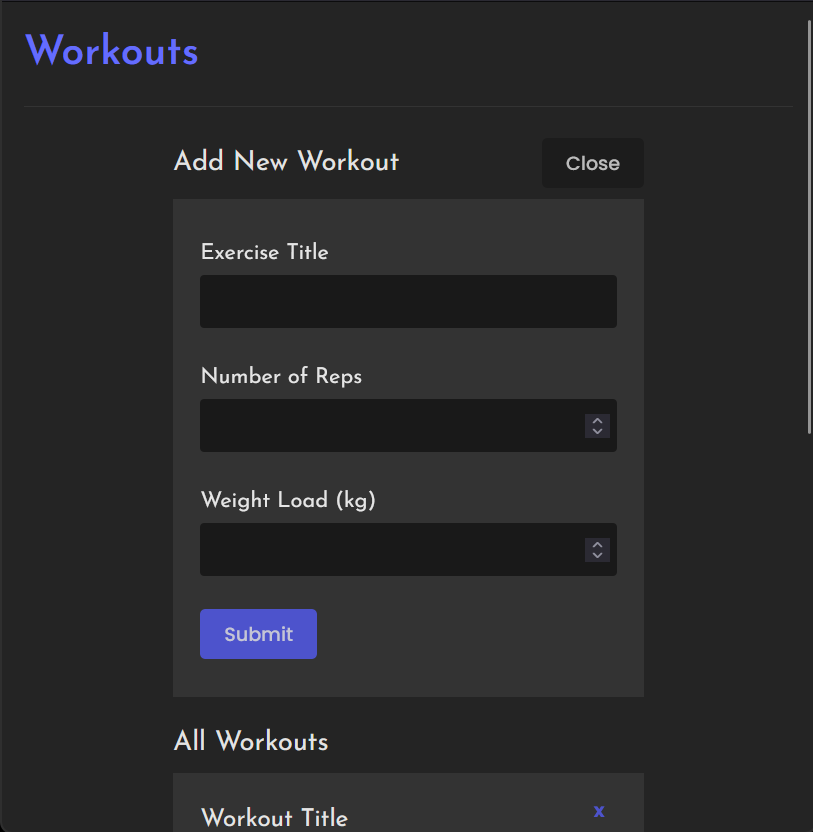 Workouts
Add New Workout
Close
Exercise Title
Number of Reps
Weight Load (kg)
Submit
All Workouts
Workout Title
x